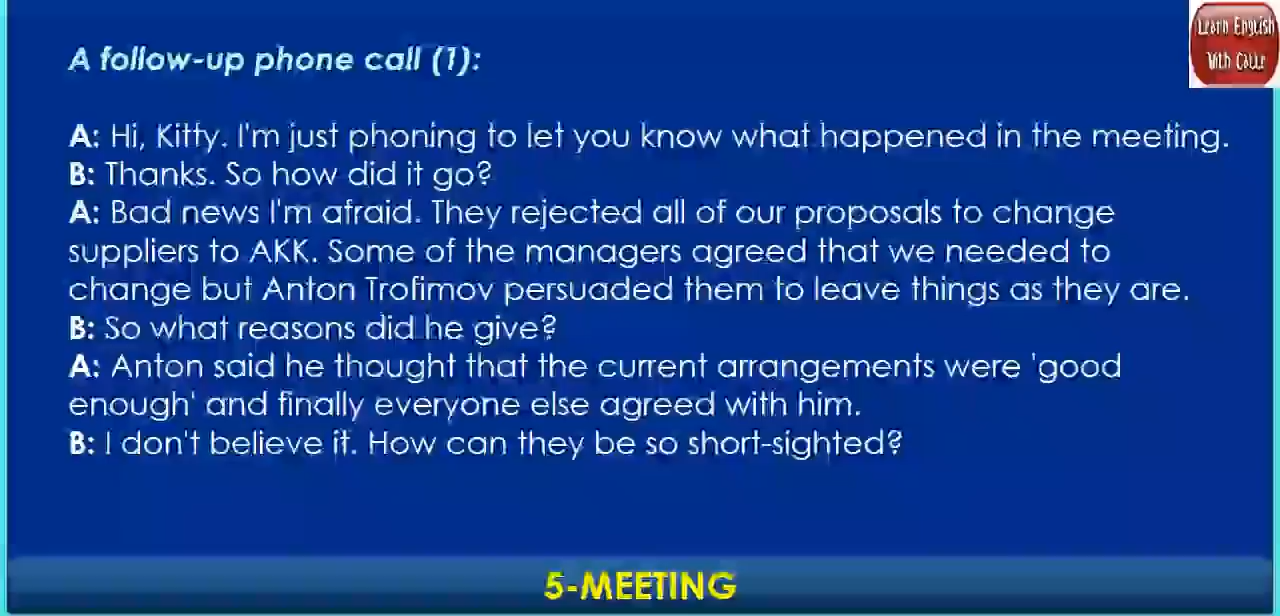 Learn English
With Calls
A follow-up phone call (1):
A: Hi, Kitty. I'm just phoning to let you know what happened in the meeting.
B: Thanks. So how did it go?
A: Bad news I'm afraid. They rejected all of our proposals to change
suppliers to AKK. Some of the managers agreed that we needed to
change but Anton Trofimov persuaded them to leave things as they are.
B: So what reasons did he give?
A: Anton said he thought that the current arrangements were 'good
enough' and finally everyone else agreed with him.
B: I don't believe it. How can they be so short-sighted?
5-MEETING